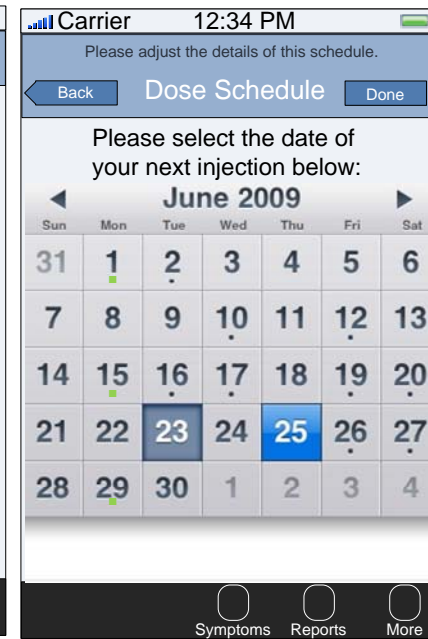 Carrier 12:34 PM
Please adjust the details of this schedule.
Back Dose Schedule Done
Please select the date of
your next injection below:
June 2009
Sun Mon Tue Wed Thu Fri Sat
31 1 2 3 4 5 6
7 8 9 10 11 12 13
14 15 16 17 18 19 20
21 22 23 24 25 26 27
28 29 30 1 2 3 4
Symptoms Reports More